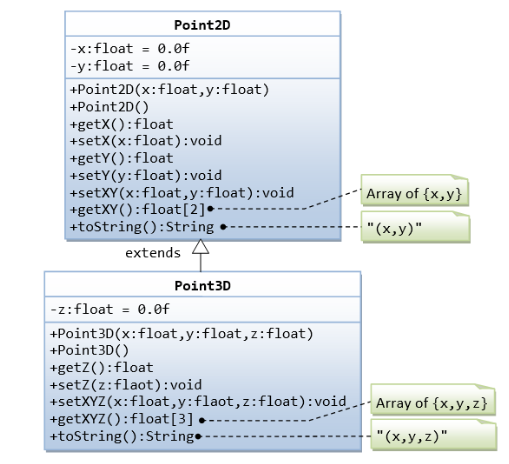 Point2D
-x:float = 0.0f
-y:float = 0.0f
+Point2D(x:float,y:float)
+Point2D()
+getX():float
+setX(x:float):void
+getY():float
+setY(y:float):void
+setXY(x:float,y:float):void
+getXY():float[2]
Array of {x,y}
+toString():String
"(x,y)"
extends
Point3D
-z:float = 0.0f
+Point3D(x:float,y:float,z:float)
+Point3D()
+getZ():float
+setZ(z:flaot):void
+setXYZ(x:float,y:flaot,z:float):void
+getXYZ():float[3]
Array of {x,y,z}
+toString():String
"(x,y,z)"